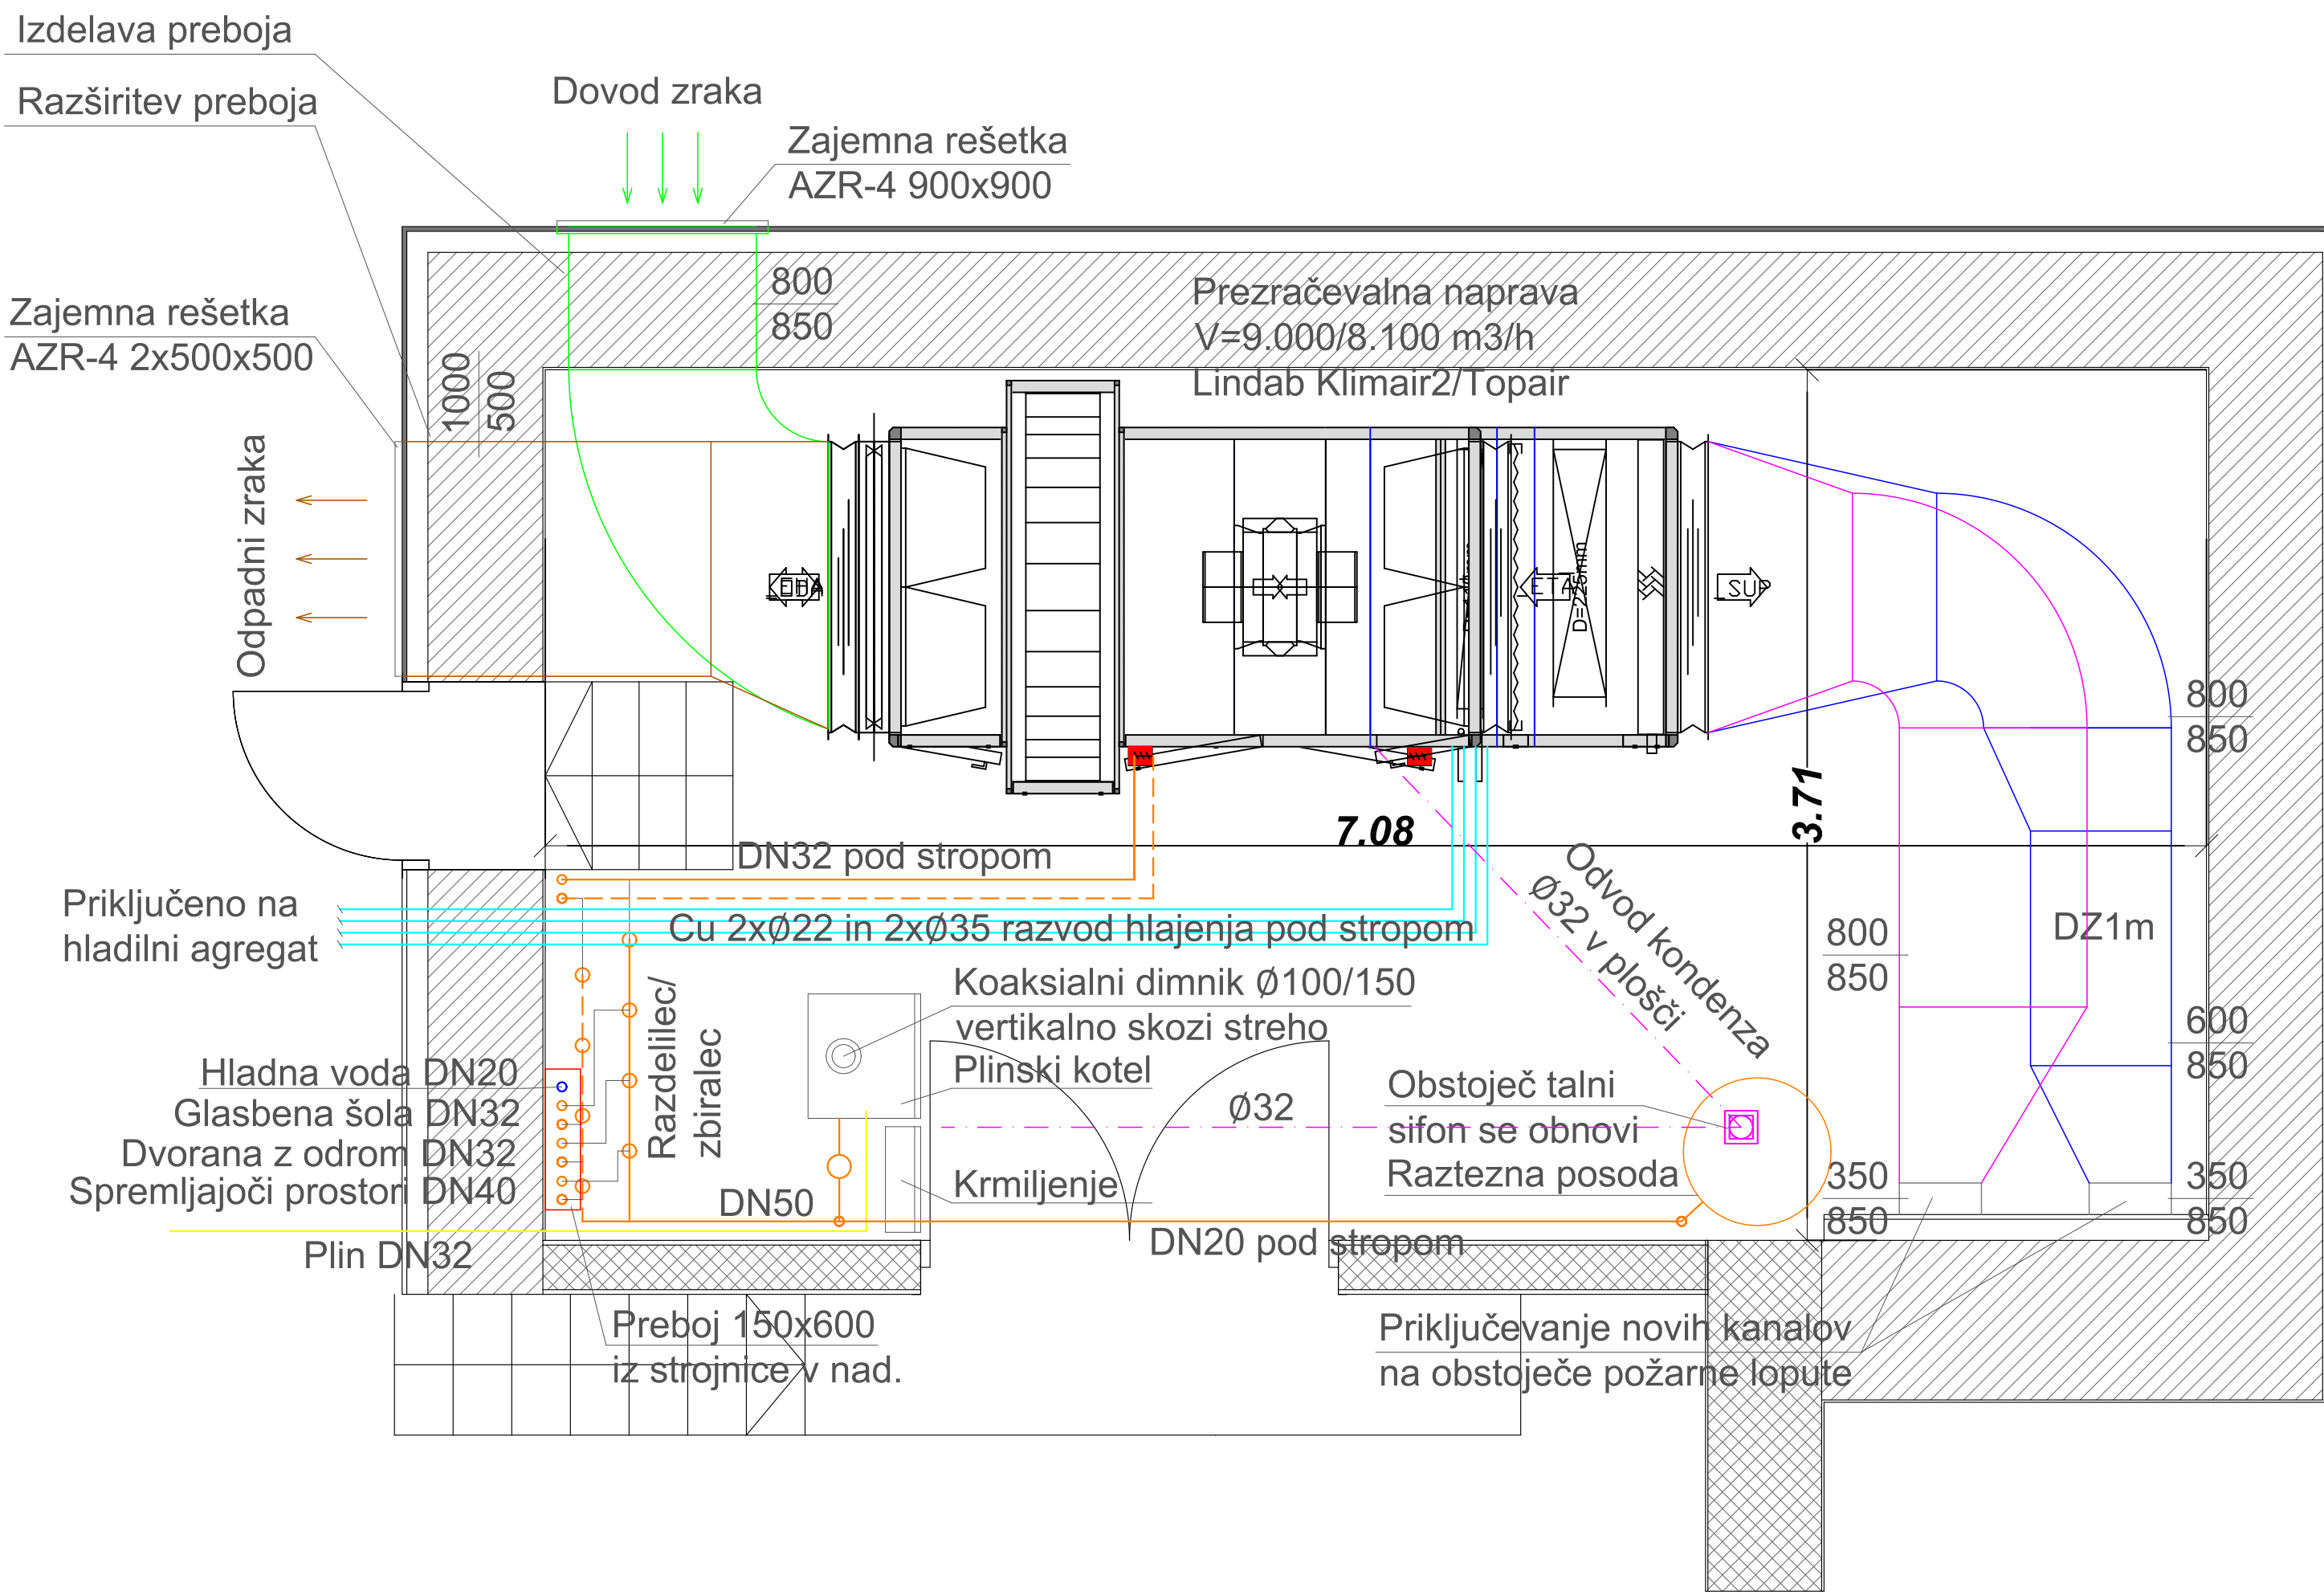 Izdelava preboja
Razširitev preboja
Dovod zraka
Zajemna rešetka
AZR-4 900x900
Zajemna rešetka
AZR-4 2x500x500
1000
500
800
850
Prezračevalna naprava
V=9.000/8.100 m3/h
Lindab Klimair2/Topair
Odpadni zraka
ETA
D=225mm
SUP
800
850
7.08
3.71
DN32 pod stropom
Odvod kondenza
Ø32 v plošči
Priključeno na
hladilni agregat
Cu 2xØ22 in 2xØ35 razvod hlajenja pod stropom
800
850
DZ1m
Razdelilec/
zbiralec
Koaksialni dimnik Ø100/150
vertikalno skozi streho
Plinski kotel
600
850
Hladna voda DN20
Glasbena šola DN32
Dvorana z odrom DN32
Spremljajoči prostori DN40
Ø32
Obstoječ talni
sifon se obnovi
Raztezna posoda
Krmiljenje
350
850
350
850
DN50
Plin DN32
DN20 pod stropom
Preboj 150x600
iz strojnice v nad.
Priključevanje novih kanalov
na obstoječe požarne lopute